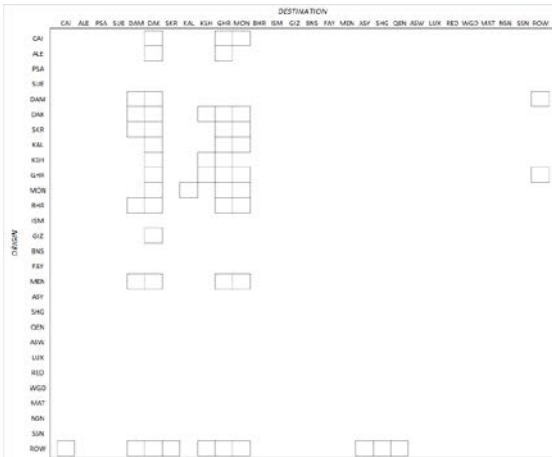 DESTINATION
CAI ALE PSA SUE DAM DAK SKR KAL KSH GHR MON BHR ISM GIZ BNS FAY MEN ASY SHG QEN ASW LUX RED WGD MAT NSN SSN ROW
CAI
ALE
PSA
SUE
DAM
DAK
SKR
KAL
KSH
GHR
MON
BHR
ISM
GIZ
BNS
FAY
MEN
ASY
SHG
QEN
ASW
LUX
RED
WGD
MAT
NSN
SSN
ROW
ORIGIN